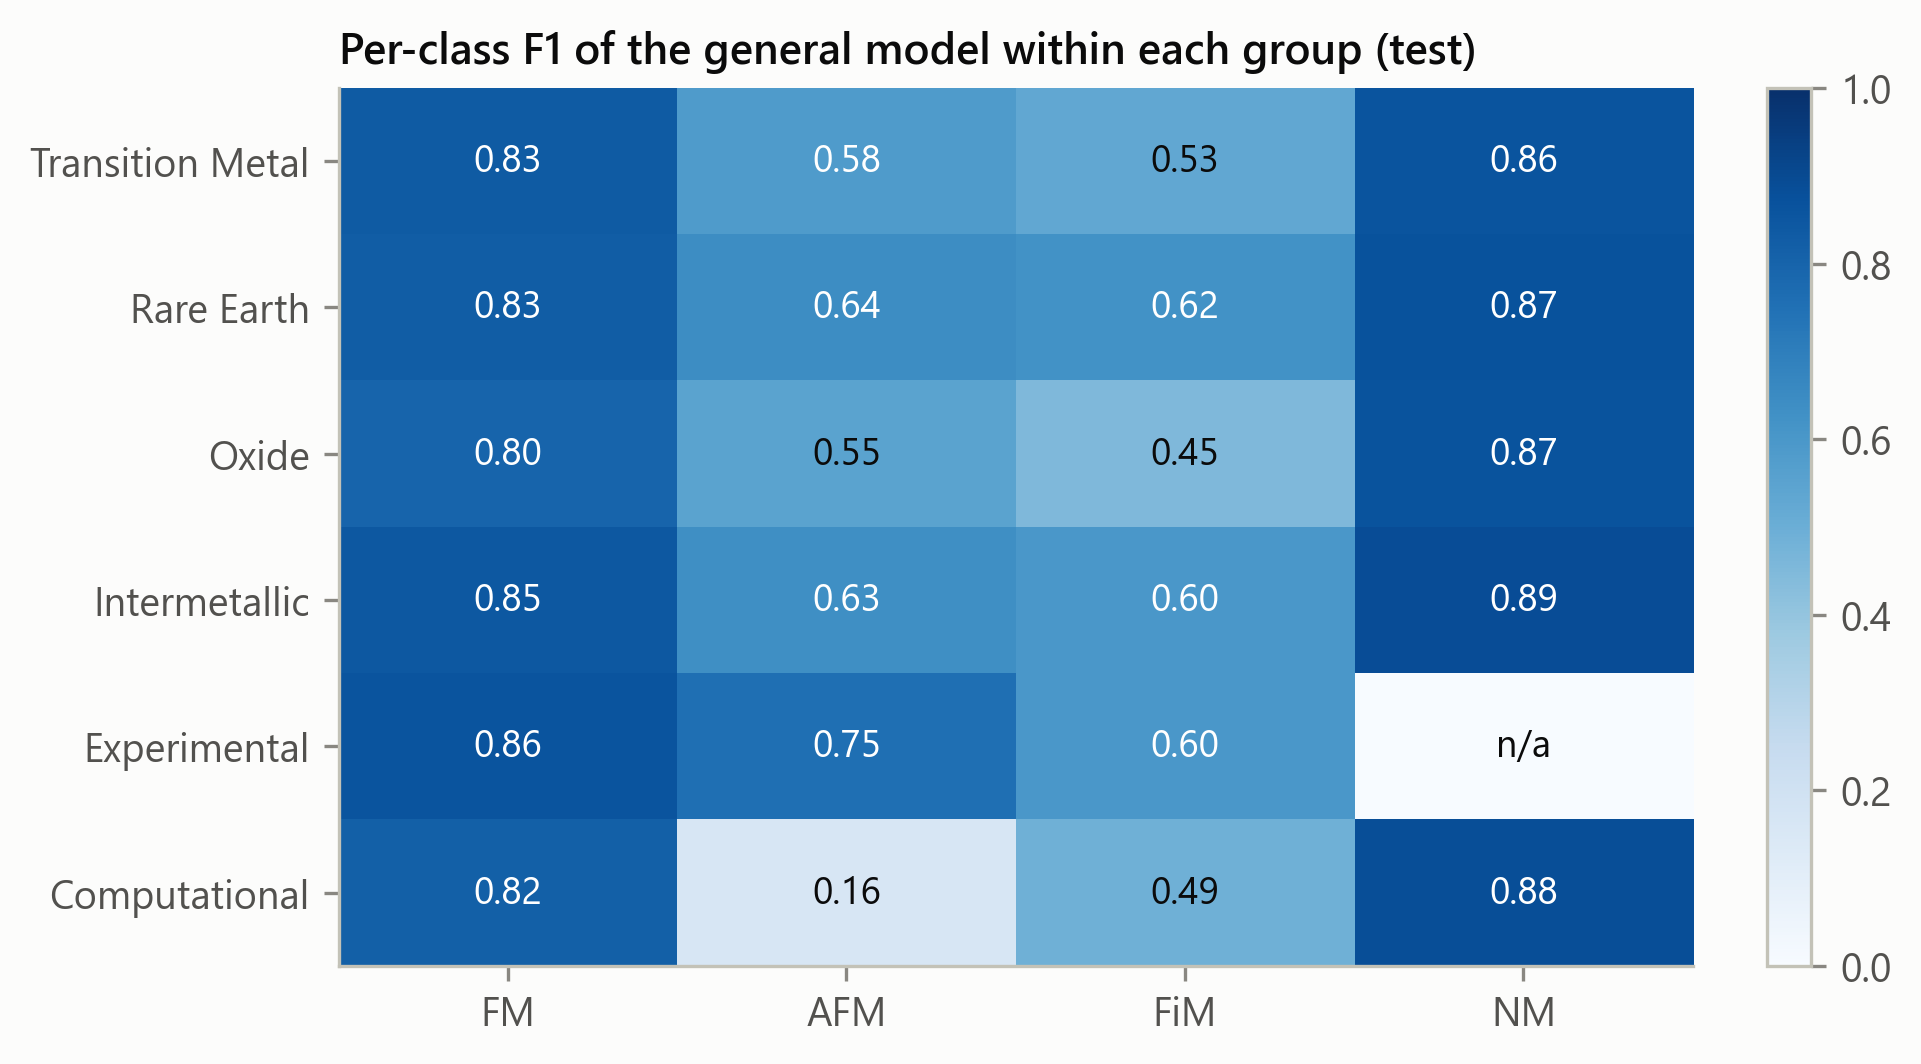 Per-class F1 of the general model within each group (test)
Transition Metal 0.83 0.58 0.53 0.86
Rare Earth 0.83 0.64 0.62 0.87
Oxide 0.80 0.55 0.45 0.87
Intermetallic 0.85 0.63 0.60 0.89
Experimental 0.86 0.75 0.60 n/a
Computational 0.82 0.16 0.49 0.88
FM AFM FiM NM
1.0
0.8
0.6
0.4
0.2
0.0